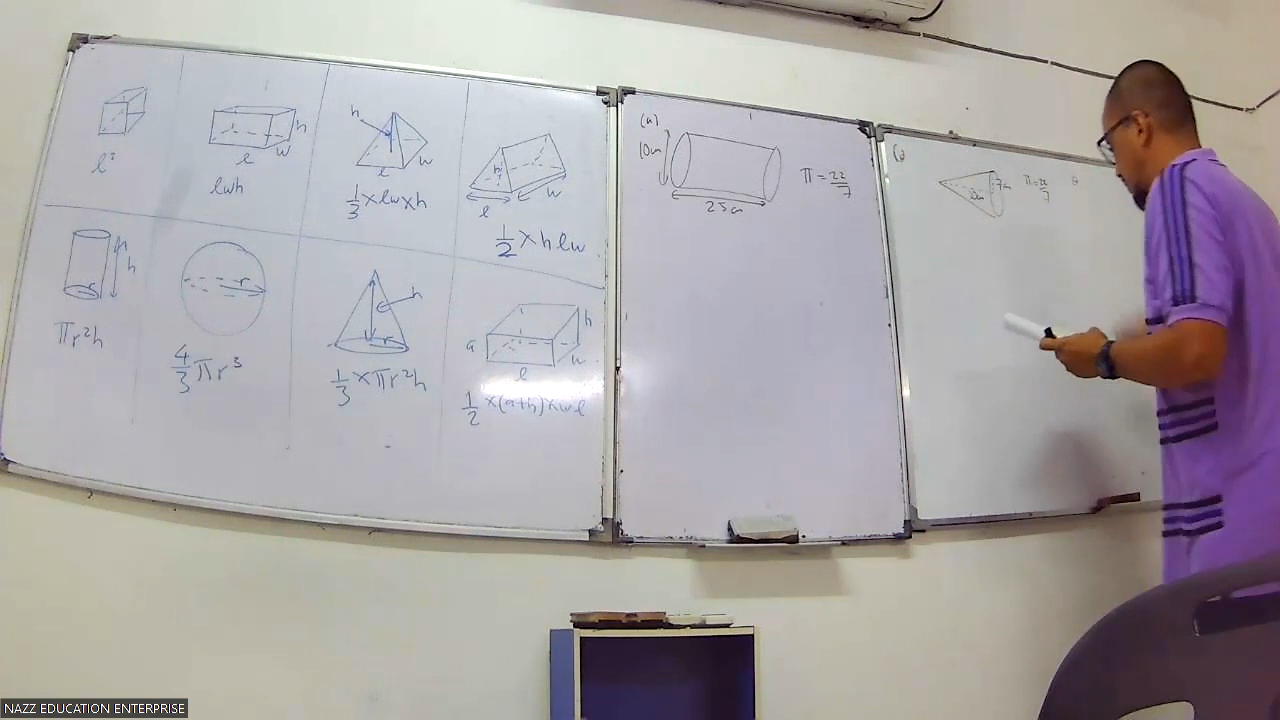 l³
h
l
w
lwh
h
l
w
1/3 × lw × h
h
l
w
1/2 × h l w
h
r
πr²h
r
4/3 πr³
h
r
1/3 × πr²h
a
h
l
w
1/2 × (a+h) × w l
(a)
10cm
25cm
π = 22/7
7cm
π = 22/7
NAZZ EDUCATION ENTERPRISE